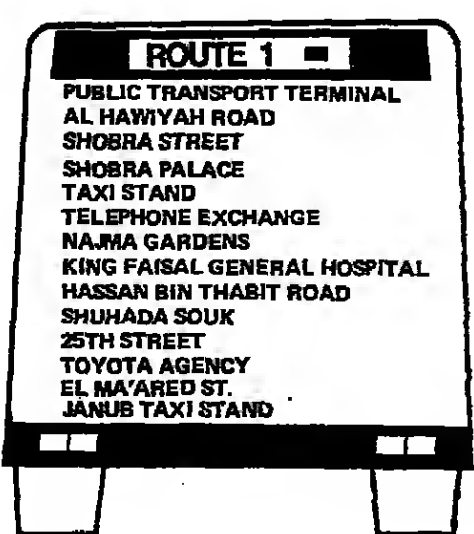 ROUTE 1
PUBLIC TRANSPORT TERMINAL
AL HAWIYAH ROAD
SHOBRA STREET
SHOBRA PALACE
TAXI STAND
TELEPHONE EXCHANGE
NAJMA GARDENS
KING FAISAL GENERAL HOSPITAL
HASSAN BIN THABIT ROAD
SHUHADA SOUK
25TH STREET
TOYOTA AGENCY
EL MA'ARED ST.
JANUB TAXI STAND